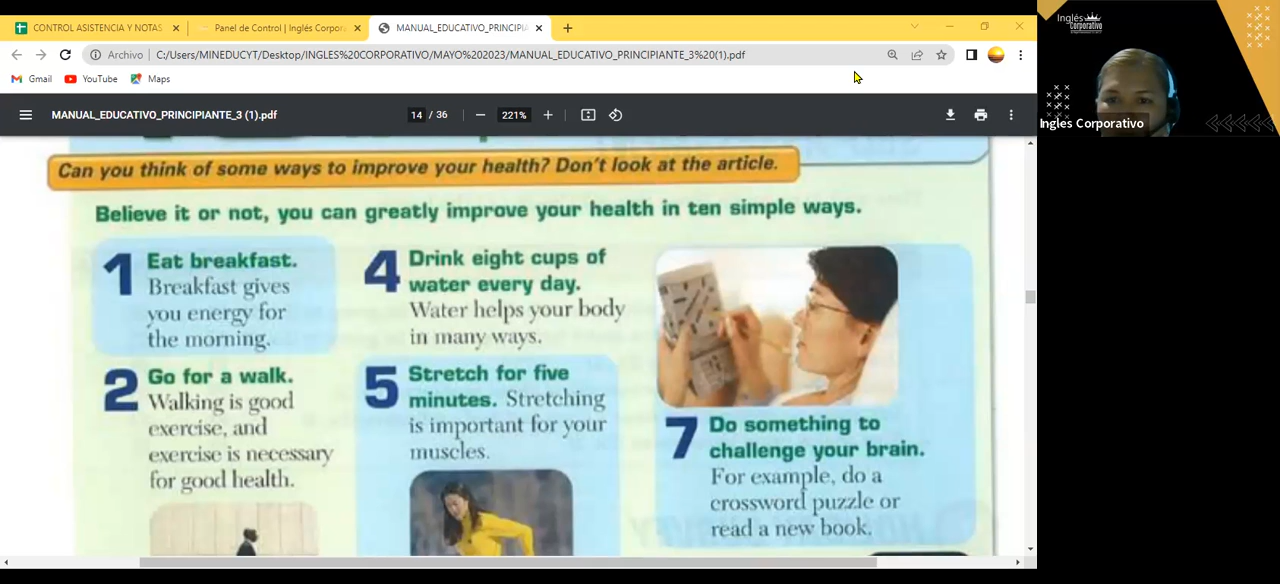 CONTROL ASISTENCIA Y NOTAS
Panel de Control | Inglés Corpora
MANUAL_EDUCATIVO_PRINCIPIANTE_
Archivo
C:/Users/MINEDUCYT/Desktop/INGLES%20CORPORATIVO/MAYO%202023/MANUAL_EDUCATIVO_PRINCIPIANTE_3%20(1).pdf
Gmail
YouTube
Maps
MANUAL_EDUCATIVO_PRINCIPIANTE_3 (1).pdf
14 / 36
221%
Can you think of some ways to improve your health? Don't look at the article.
Believe it or not, you can greatly improve your health in ten simple ways.
1 Eat breakfast.
Breakfast gives
you energy for
the morning.
2 Go for a walk.
Walking is good
exercise, and
exercise is necessary
for good health.
4 Drink eight cups of
water every day.
Water helps your body
in many ways.
5 Stretch for five
minutes. Stretching
is important for your
muscles.
7 Do something to
challenge your brain.
For example, do a
crossword puzzle or
read a new book.
Inglés
Corporativo
Ingles Corporativo